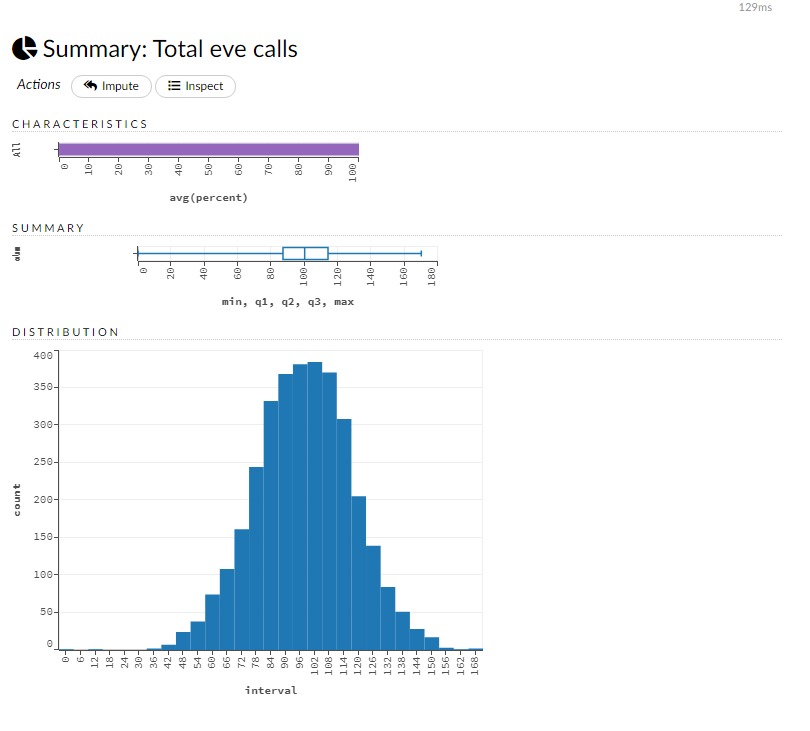 129ms
Summary: Total eve calls
Actions Impute Inspect
CHARACTERISTICS
All
0 10 20 30 40 50 60 70 80 90 100
avg(percent)
SUMMARY
0 20 40 60 80 100 120 140 160 180
min, q1, q2, q3, max
DISTRIBUTION
400
350
300
250
200
150
100
50
0
count
0 6 12 18 24 30 36 42 48 54 60 66 72 78 84 90 96 102 108 114 120 126 132 138 144 150 156 162 168
interval